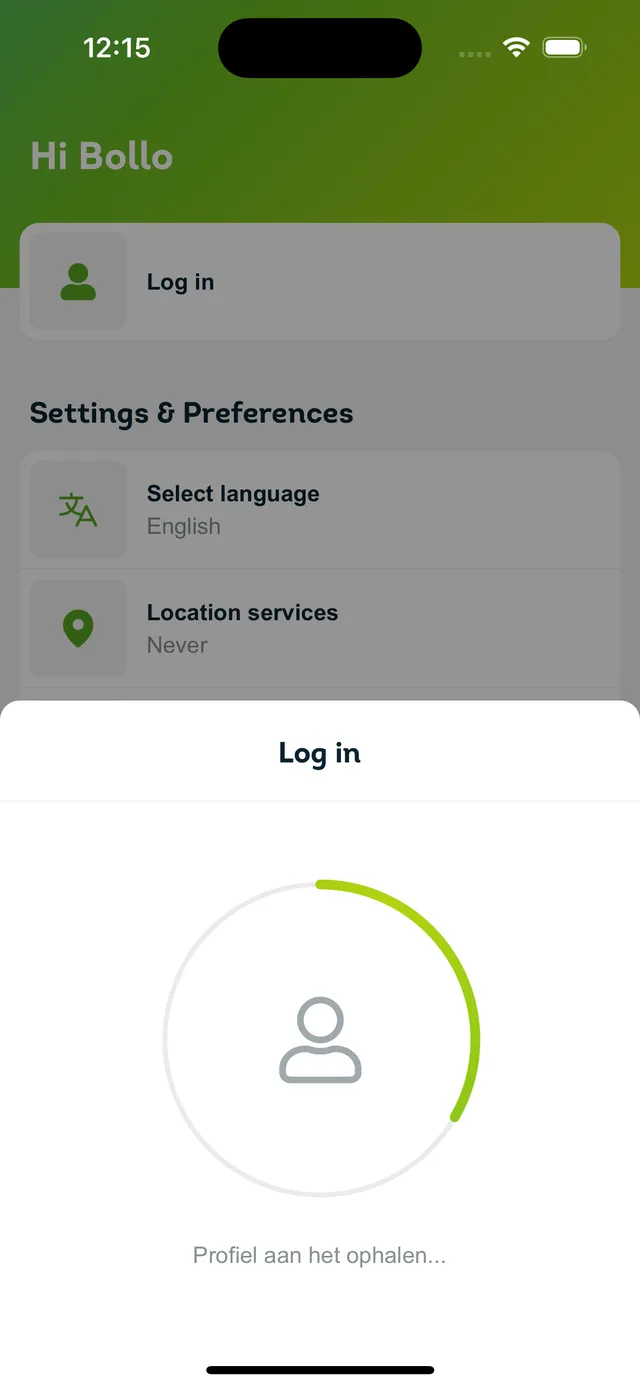 12:15
Hi Bollo
Log in
Settings & Preferences
Select language
English
Location services
Never
Log in
Profiel aan het ophalen...